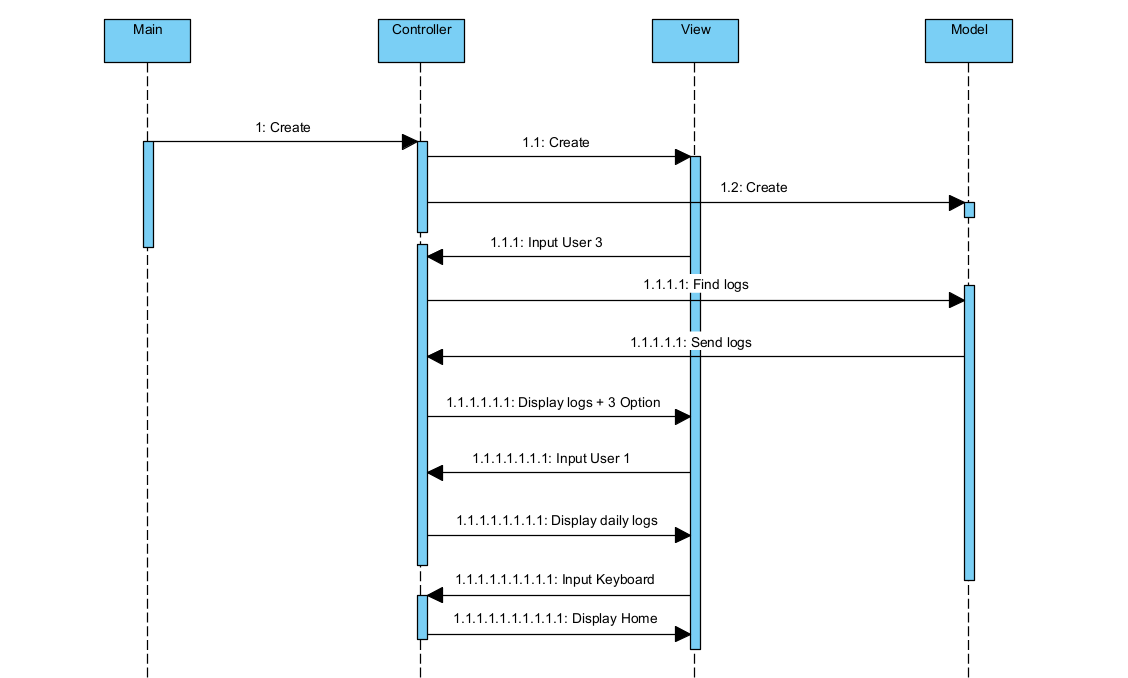 Main
Controller
View
Model
1: Create
1.1: Create
1.2: Create
1.1.1: Input User 3
1.1.1.1: Find logs
1.1.1.1.1: Send logs
1.1.1.1.1.1: Display logs + 3 Option
1.1.1.1.1.1.1: Input User 1
1.1.1.1.1.1.1.1: Display daily logs
1.1.1.1.1.1.1.1.1: Input Keyboard
1.1.1.1.1.1.1.1.1.1: Display Home